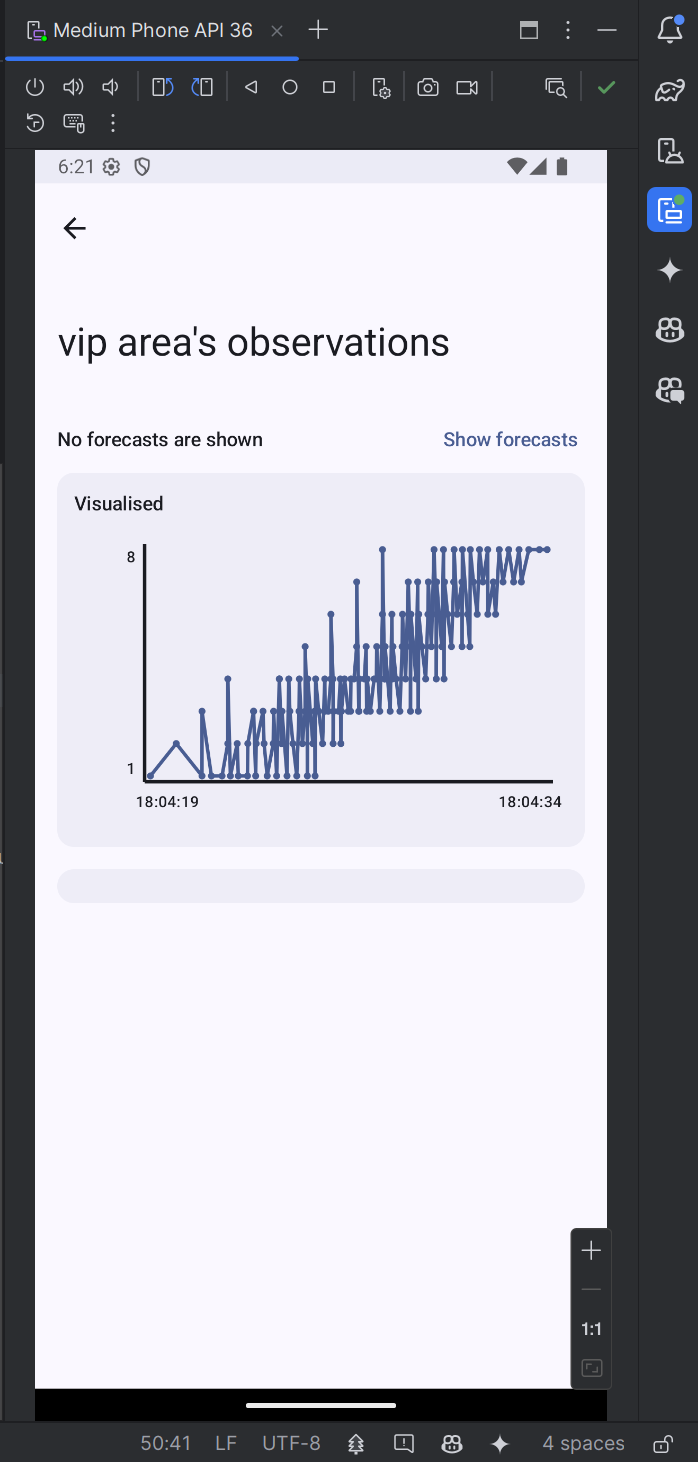 Medium Phone API 36
6:21
vip area's observations
No forecasts are shown
Show forecasts
Visualised
8
1
18:04:19
18:04:34
1:1
50:41 LF UTF-8 4 spaces